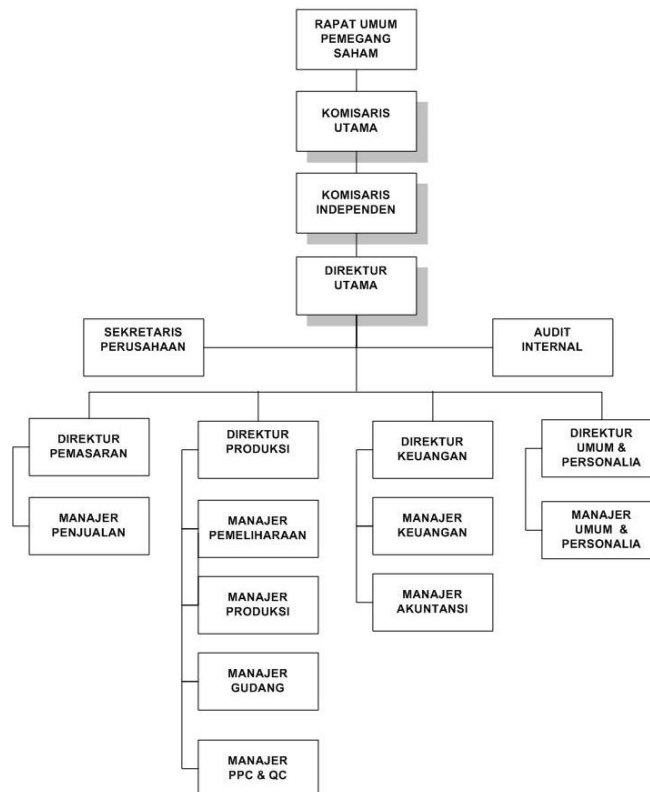 RAPAT UMUM
PEMEGANG
SAHAM
KOMISARIS
UTAMA
KOMISARIS
INDEPENDEN
DIREKTUR
UTAMA
SEKRETARIS
PERUSAHAAN
AUDIT
INTERNAL
DIREKTUR
PEMASARAN
DIREKTUR
PRODUKSI
DIREKTUR
KEUANGAN
DIREKTUR
UMUM &
PERSONALIA
MANAJER
PENJUALAN
MANAJER
PEMELIHARAAN
MANAJER
KEUANGAN
MANAJER
UMUM &
PERSONALIA
MANAJER
PRODUKSI
MANAJER
AKUNTANSI
MANAJER
GUDANG
MANAJER
PPC & QC